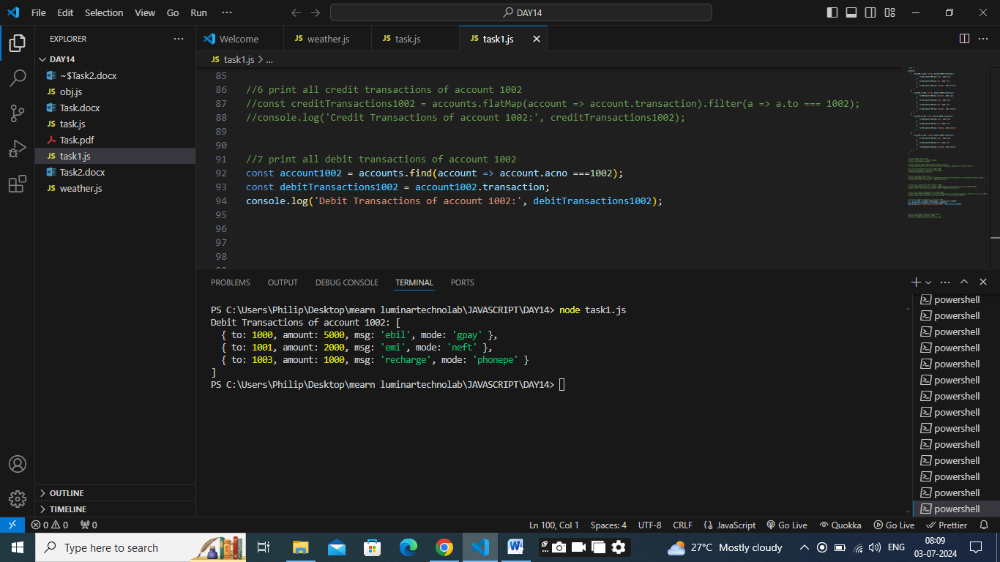 File Edit Selection View Go Run ··· DAY14
EXPLORER ···
Welcome JS weather.js JS task.js JS task1.js
JS task1.js > ...
DAY14
~$Task2.docx
JS obj.js
Task.docx
JS task.js
Task.pdf
JS task1.js
Task2.docx
JS weather.js
OUTLINE
TIMELINE
85
86 //6 print all credit transactions of account 1002
87 //const creditTransactions1002 = accounts.flatMap(account => account.transaction).filter(a => a.to === 1002);
88 //console.log('Credit Transactions of account 1002:', creditTransactions1002);
89
90
91 //7 print all debit transactions of account 1002
92 const account1002 = accounts.find(account => account.acno ===1002);
93 const debitTransactions1002 = account1002.transaction;
94 console.log('Debit Transactions of account 1002:', debitTransactions1002);
95
96
97
98
PROBLEMS OUTPUT DEBUG CONSOLE TERMINAL PORTS
PS C:\Users\Philip\Desktop\mearn luminartechnolab\JAVASCRIPT\DAY14> node task1.js
Debit Transactions of account 1002: [
{ to: 1000, amount: 5000, msg: 'ebil', mode: 'gpay' },
{ to: 1001, amount: 2000, msg: 'emi', mode: 'neft' },
{ to: 1003, amount: 1000, msg: 'recharge', mode: 'phonepe' }
]
PS C:\Users\Philip\Desktop\mearn luminartechnolab\JAVASCRIPT\DAY14>
powershell
powershell
powershell
powershell
powershell
powershell
powershell
powershell
powershell
powershell
powershell
powershell
powershell
powershell
0 0 0 Ln 100, Col 1 Spaces: 4 UTF-8 CRLF {} JavaScript Go Live Quokka Go Live Prettier
Type here to search 27°C Mostly cloudy ENG 08:09
03-07-2024